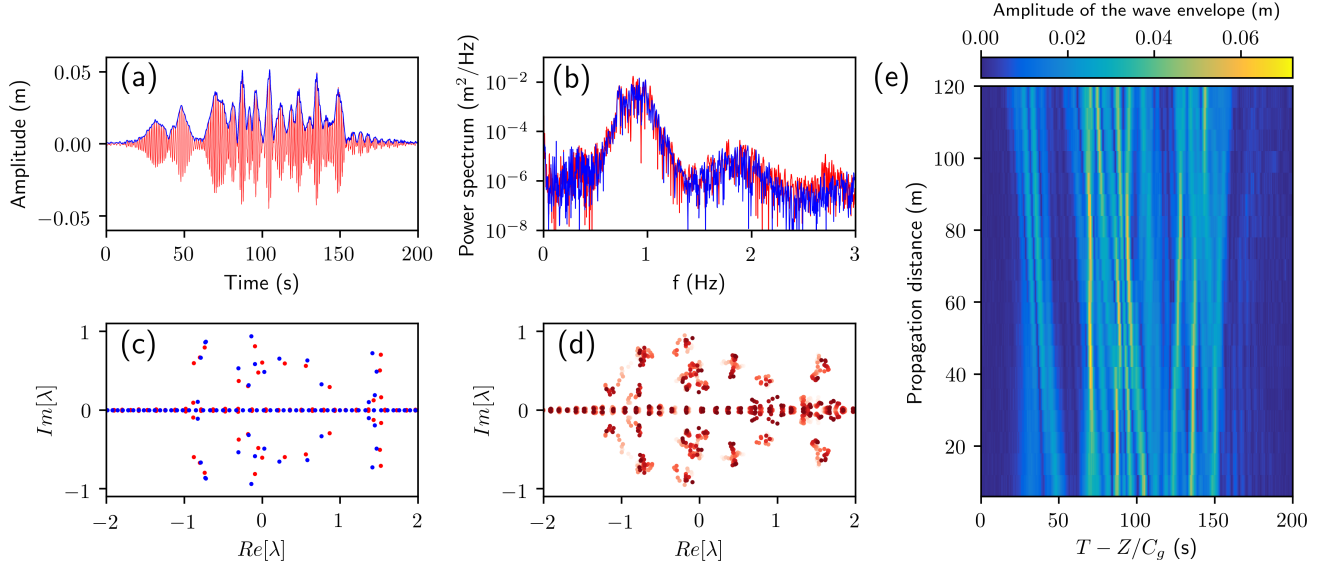 Amplitude of the wave envelope (m)
0.00 0.02 0.04 0.06
(a)
Amplitude (m)
0.05
0.00
−0.05
0 50 100 150 200
Time (s)
(b)
Power spectrum (m²/Hz)
10⁻²
10⁻⁴
10⁻⁶
10⁻⁸
0 1 2 3
f (Hz)
(c)
Im[λ]
1
0
−1
−2 −1 0 1 2
Re[λ]
(d)
Im[λ]
1
0
−1
−2 −1 0 1 2
Re[λ]
(e)
Propagation distance (m)
120
100
80
60
40
20
0 50 100 150 200
T − Z/C_g (s)